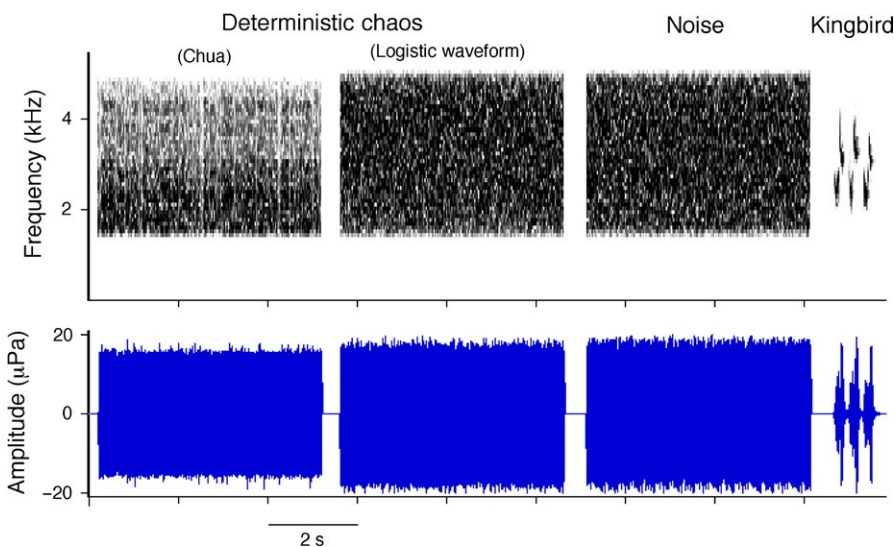 Deterministic chaos Noise Kingbird
(Chua) (Logistic waveform)
Frequency (kHz)
4
2
Amplitude (μPa)
20
0
−20
2 s